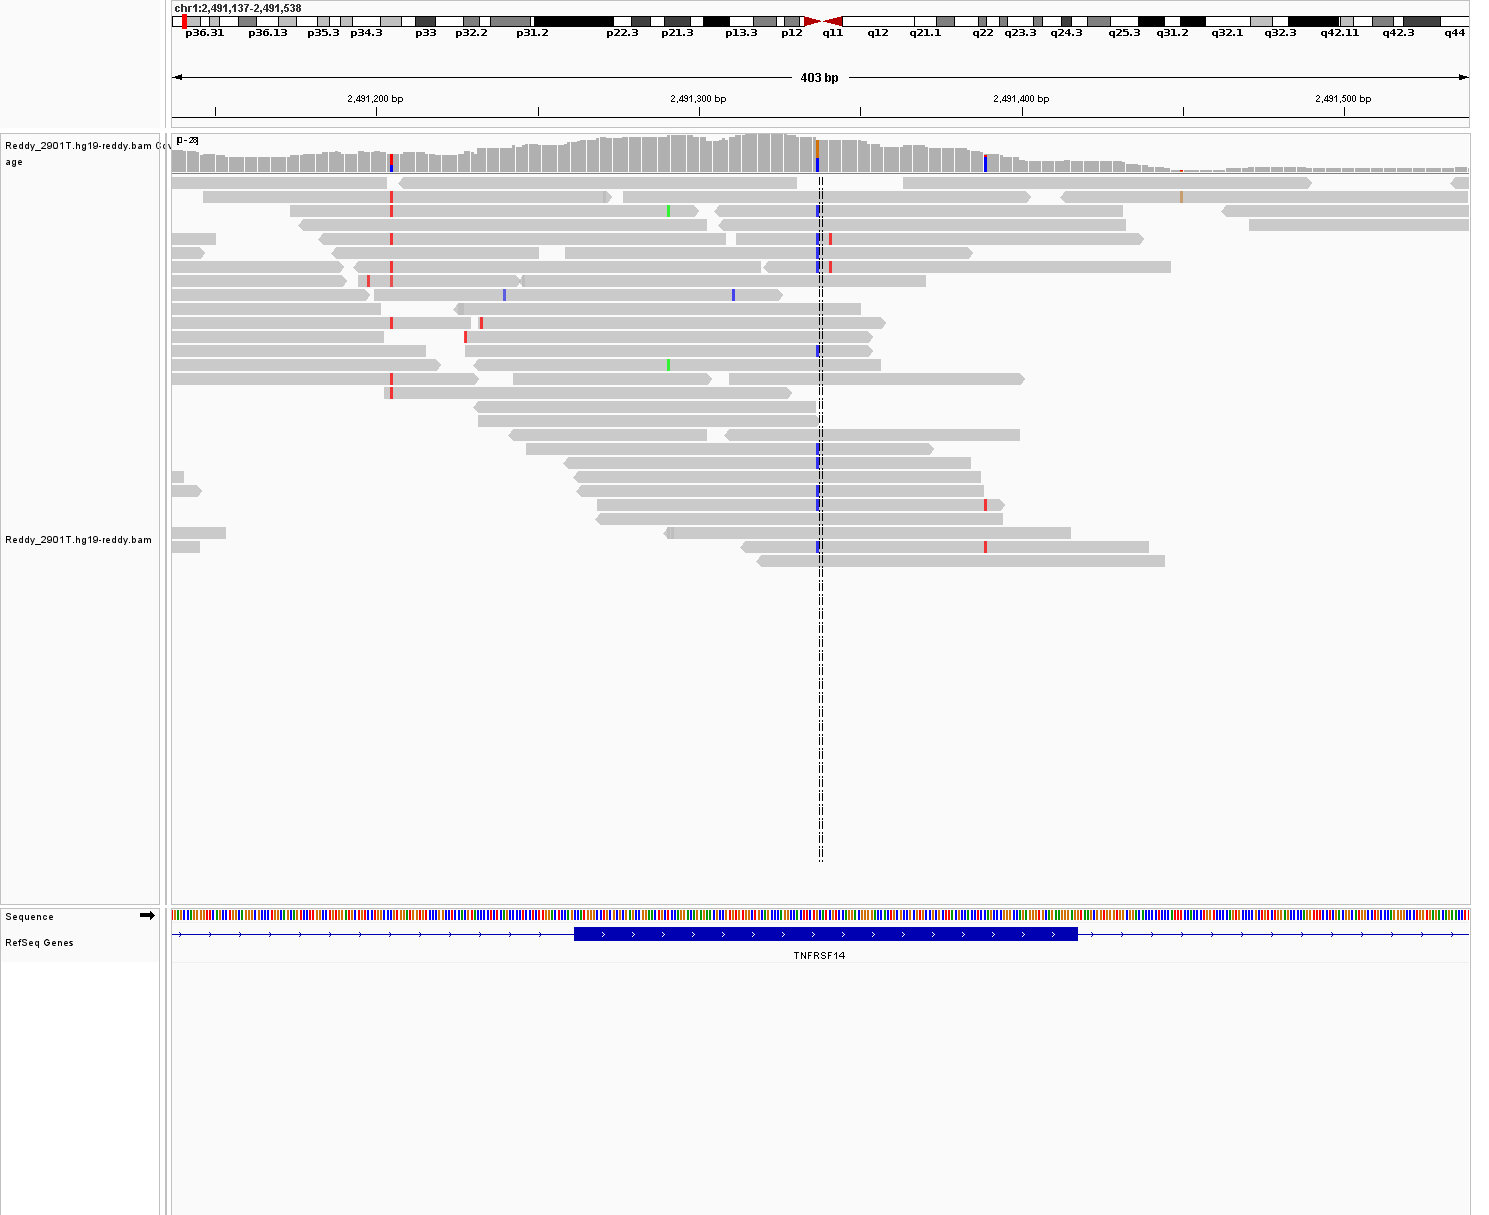 chr1:2,491,137-2,491,538
p36.31 p36.13 p35.3 p34.3 p33 p32.2 p31.2 p22.3 p21.3 p13.3 p12 q11 q12 q21.1 q22 q23.3 q24.3 q25.3 q31.2 q32.1 q32.3 q42.11 q42.3 q44
403 bp
2,491,200 bp 2,491,300 bp 2,491,400 bp 2,491,500 bp
Reddy_2901T.hg19-reddy.bam Cov
age
[0-28]
Reddy_2901T.hg19-reddy.bam
Sequence
RefSeq Genes
TNFRSF14